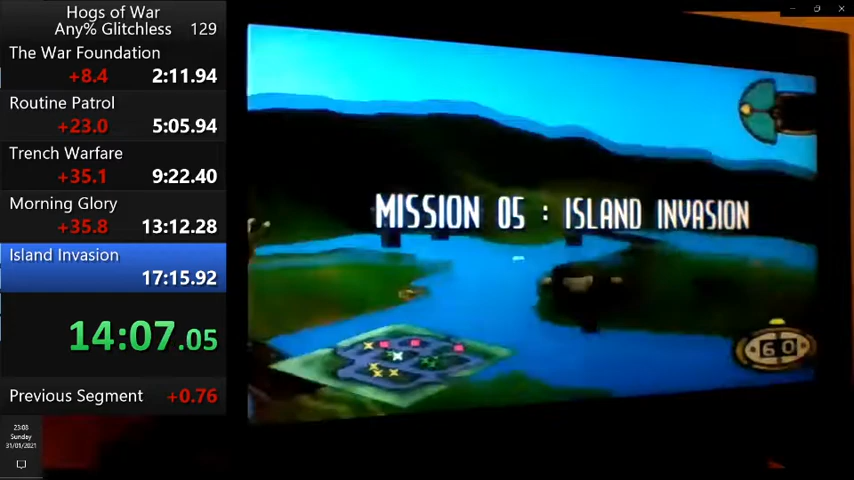 Hogs of War
Any% Glitchless 129
The War Foundation
+8.4 2:11.94
Routine Patrol
+23.0 5:05.94
Trench Warfare
+35.1 9:22.40
Morning Glory
+35.8 13:12.28
Island Invasion
17:15.92
14:07.05
Previous Segment +0.76
23:08
Sunday
31/01/2021
MISSION 05 : ISLAND INVASION
60